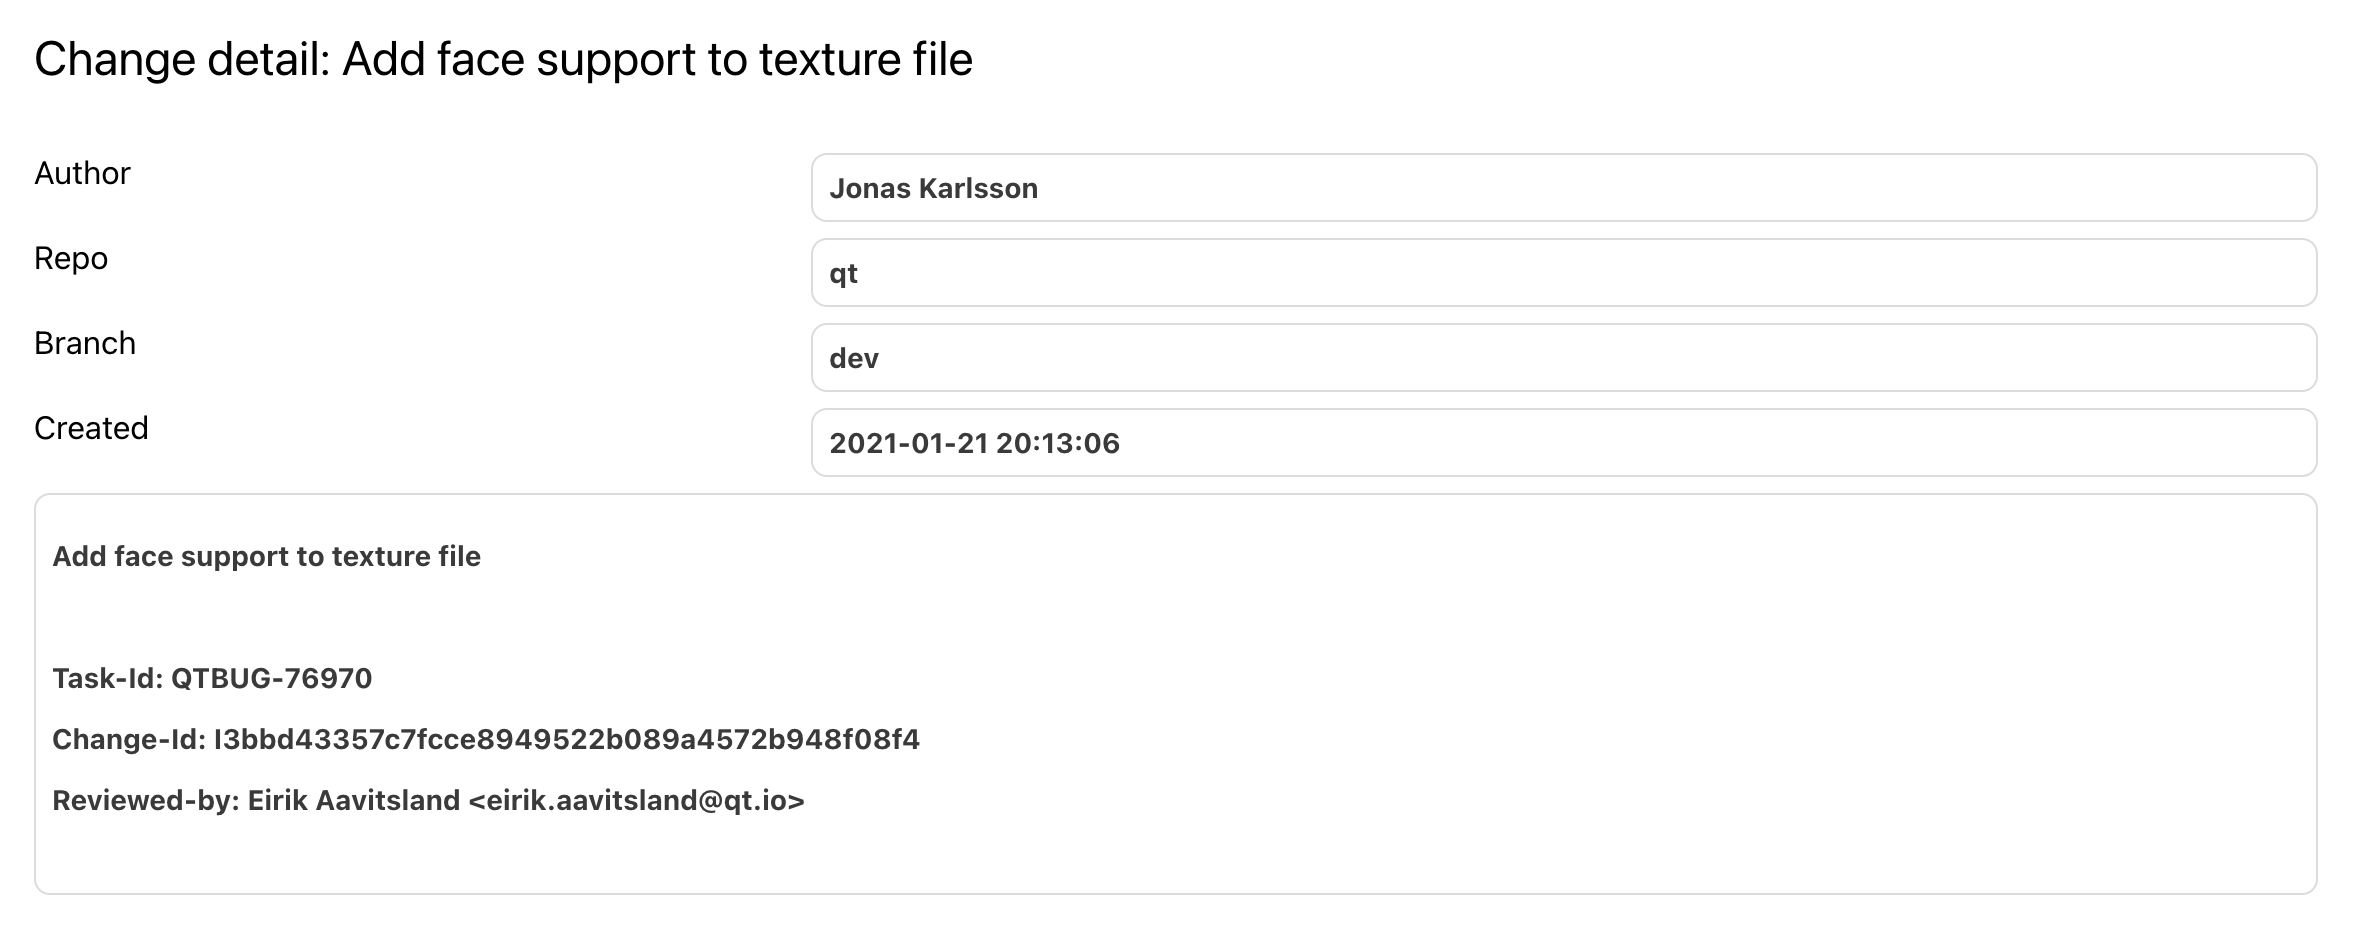 Change detail: Add face support to texture file
Author
Jonas Karlsson
Repo
qt
Branch
dev
Created
2021-01-21 20:13:06
Add face support to texture file
Task-Id: QTBUG-76970
Change-Id: I3bbd43357c7fcce8949522b089a4572b948f08f4
Reviewed-by: Eirik Aavitsland <eirik.aavitsland@qt.io>